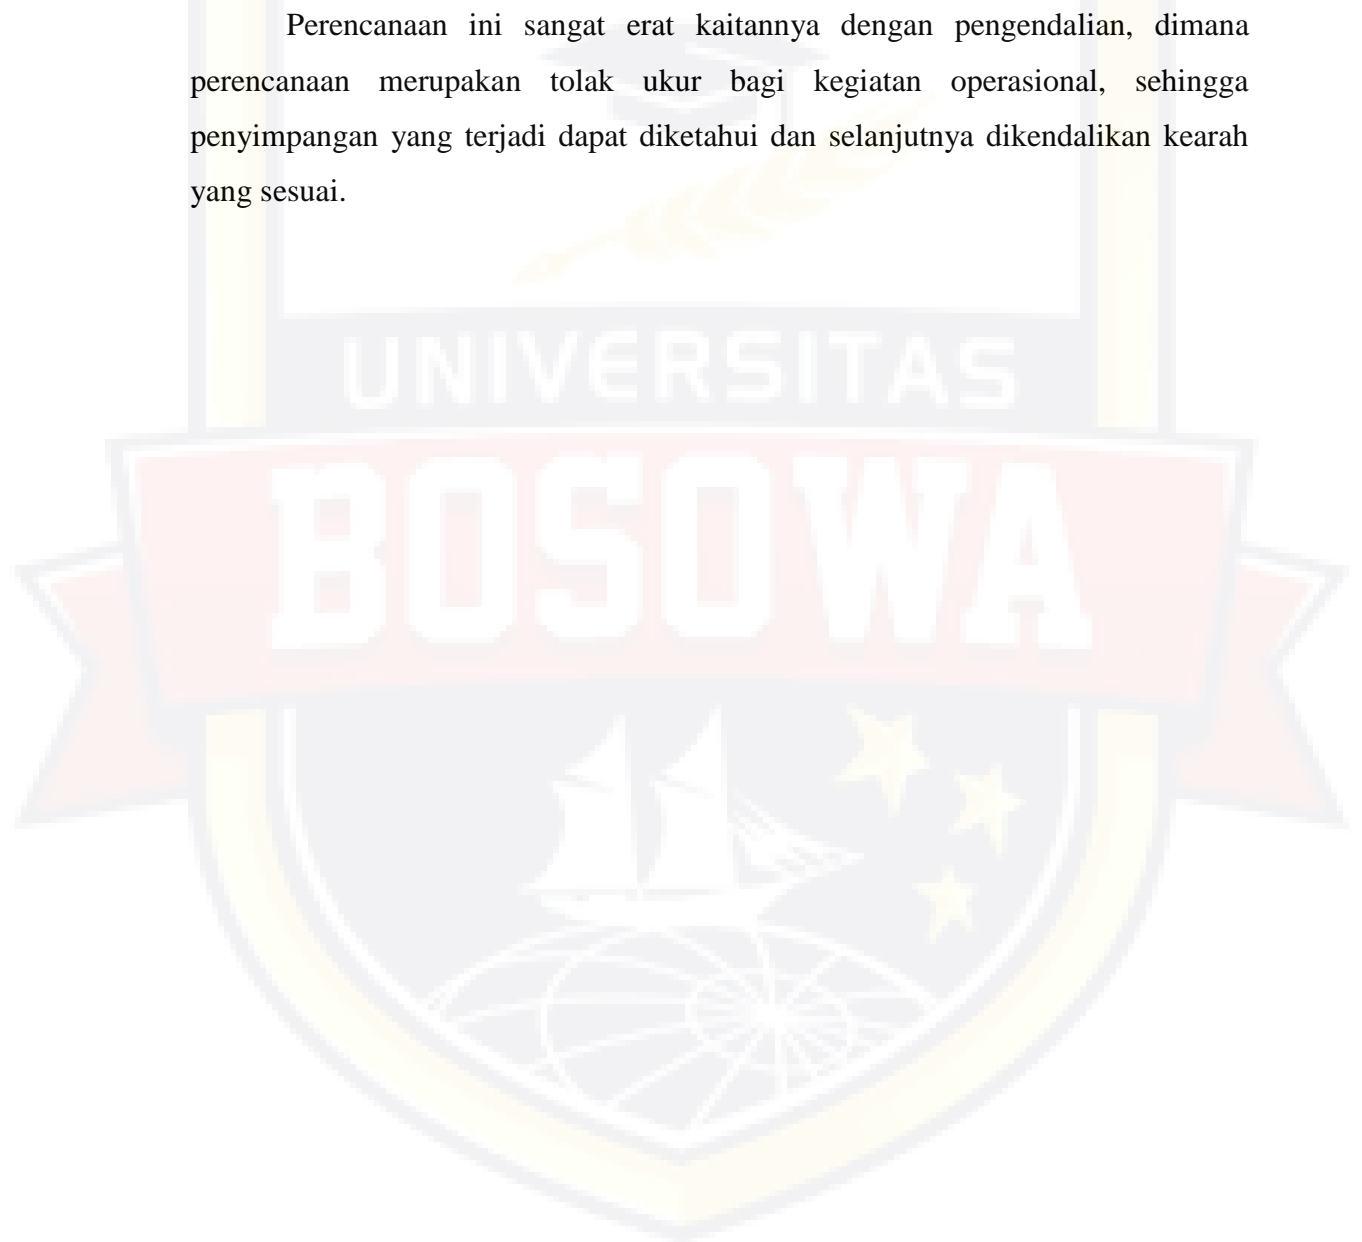 Perencanaan ini sangat erat kaitannya dengan pengendalian, dimana
perencanaan merupakan tolak ukur bagi kegiatan operasional, sehingga
penyimpangan yang terjadi dapat diketahui dan selanjutnya dikendalikan kearah
yang sesuai.
UNIVERSITAS
BOSOWA